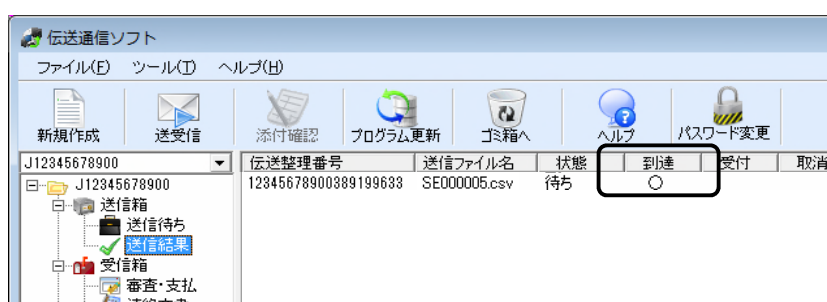 伝送通信ソフト
ファイル(F) ツール(T) ヘルプ(H)
新規作成 送受信 添付確認 プログラム更新 ゴミ箱へ ヘルプ パスワード変更
J12345678900 伝送整理番号 送信ファイル名 状態 到達 受付 取消
J12345678900 12345678900389199633 SE000005.csv 待ち ○
送信箱
送信待ち
送信結果
受信箱
審査・支払